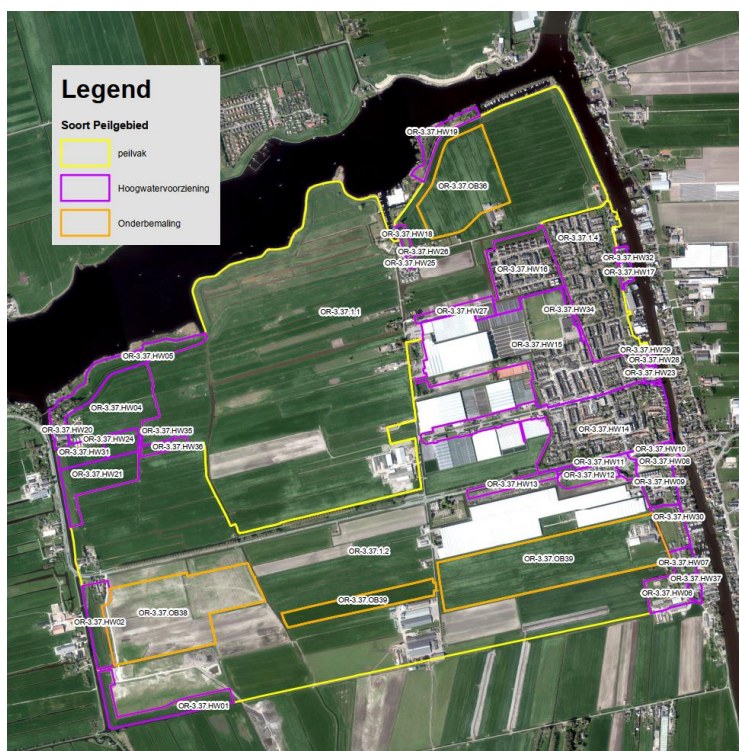 Legend
Soort Peilgebied
peilvak
Hoogwatervoorziening
Onderbemaling
OR-3.37.HW19
OR-3.37.OB36
OR-3.37.HW18
OR-3.37.1.4
OR-3.37.HW26
OR-3.37.HW25
OR-3.37.HW32
OR-3.37.HW16
OR-3.37.HW17
OR-3.37.1.1
OR-3.37.HW27
OR-3.37.HW34
OR-3.37.HW15
OR-3.37.HW29
OR-3.37.HW05
OR-3.37.HW28
OR-3.37.HW23
OR-3.37.HW04
OR-3.37.HW20
OR-3.37.HW35
OR-3.37.HW14
OR-3.37.HW24
OR-3.37.HW36
OR-3.37.HW31
OR-3.37.HW10
OR-3.37.HW11
OR-3.37.HW08
OR-3.37.HW21
OR-3.37.HW12
OR-3.37.HW13
OR-3.37.HW09
OR-3.37.HW30
OR-3.37.1.2
OR-3.37.OB39
OR-3.37.HW07
OR-3.37.HW37
OR-3.37.HW06
OR-3.37.OB39
OR-3.37.OB38
OR-3.37.HW02
OR-3.37.HW01